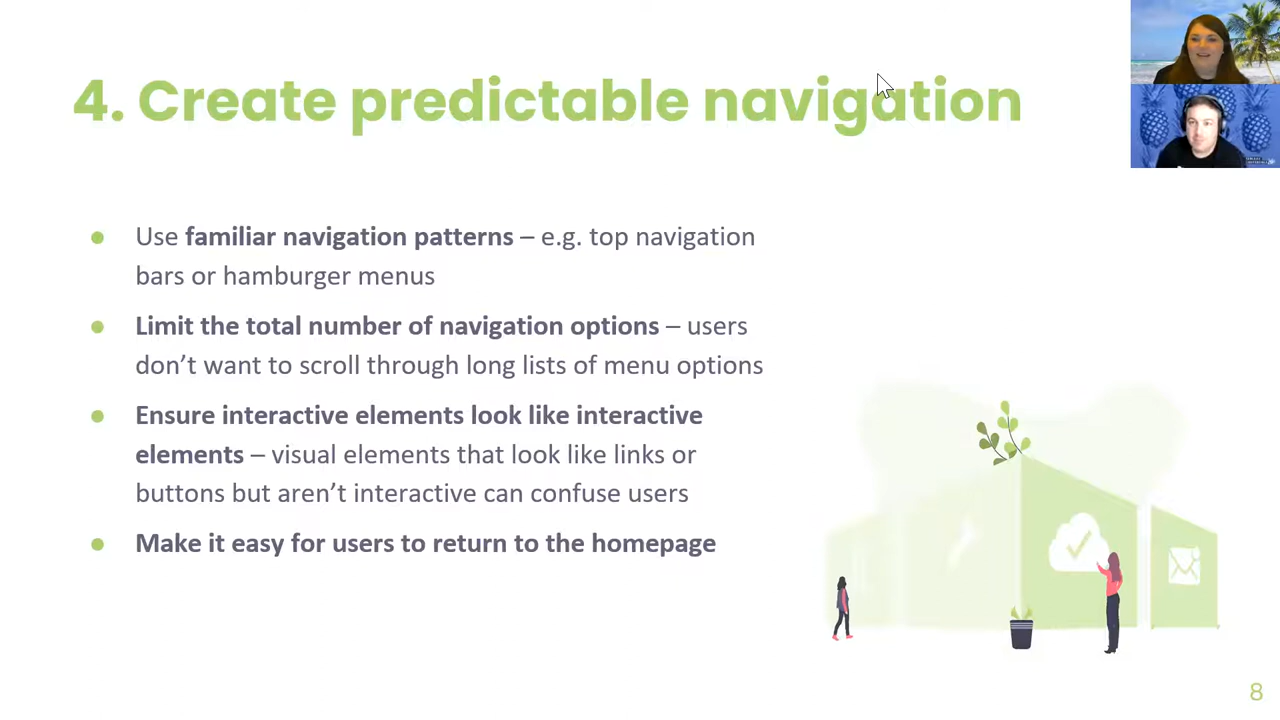 4. Create predictable navigation
● Use familiar navigation patterns – e.g. top navigation
bars or hamburger menus
● Limit the total number of navigation options – users
don’t want to scroll through long lists of menu options
● Ensure interactive elements look like interactive
elements – visual elements that look like links or
buttons but aren’t interactive can confuse users
● Make it easy for users to return to the homepage
8